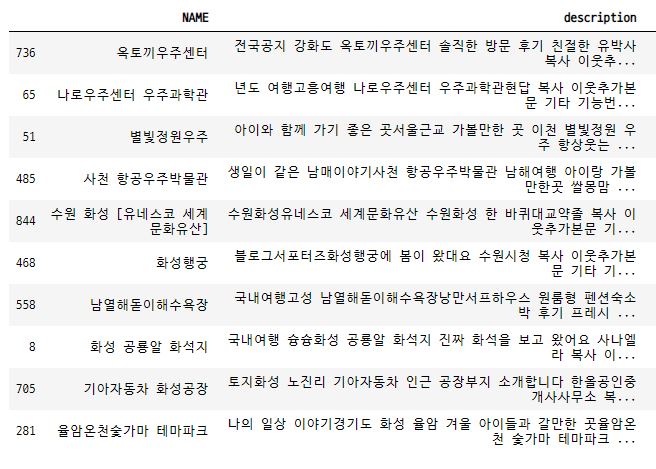 NAME description
736 옥토끼우주센터 전국공지 강화도 옥토끼우주센터 솔직한 방문 후기 친절한 유박사
복사 이웃추...
65 나로우주센터 우주과학관 년도 여행고흥여행 나로우주센터 우주과학관현답 복사 이웃추가본
문 기타 기능번...
51 별빛정원우주 아이와 함께 가기 좋은 곳서울근교 가볼만한 곳 이천 별빛정원 우
주 항상웃는 ...
485 사천 항공우주박물관 생일이 같은 남매이야기사천 항공우주박물관 남해여행 아이랑 가볼
만한곳 쌀몽맘 ...
844 수원 화성 [유네스코 세계 수원화성유네스코 세계문화유산 수원화성 한 바퀴대교약졸 복사 이
문화유산] 웃추가본문 기...
468 화성행궁 블로그서포터즈화성행궁에 봄이 왔대요 수원시청 복사 이웃추가본
문 기타 기...
558 남열해돋이해수욕장 국내여행고성 남열해돋이해수욕장낭만서프하우스 원룸형 펜션숙소
박 후기 프레시 ...
8 화성 공룡알 화석지 국내여행 슝슝화성 공룡알 화석지 진짜 화석을 보고 왔어요 사나엘
라 복사 이...
705 기아자동차 화성공장 토지화성 노진리 기아자동차 인근 공장부지 소개합니다 한울공인중
개사사무소 복...
281 율암온천숯가마 테마파크 나의 일상 이야기경기도 화성 율암 겨울 아이들과 갈만한 곳율암온
천 숯가마 테마파크 ...